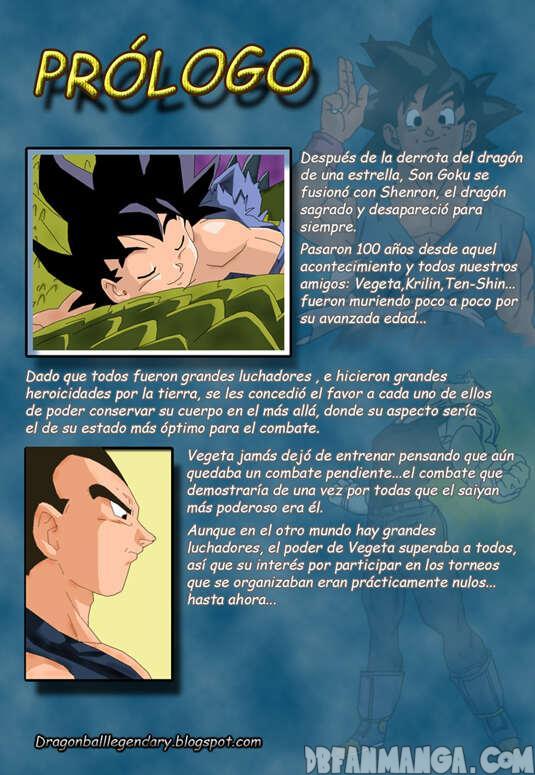 PRÓLOGO
Después de la derrota del dragón
de una estrella, Son Goku se
fusionó con Shenron, el dragón
sagrado y desapareció para
siempre.
Pasaron 100 años desde aquel
acontecimiento y todos nuestros
amigos: Vegeta,Krilin,Ten-Shin...
fueron muriendo poco a poco por
su avanzada edad...
Dado que todos fueron grandes luchadores , e hicieron grandes
heroicidades por la tierra, se les concedió el favor a cada uno de ellos
de poder conservar su cuerpo en el más allá, donde su aspecto sería
el de su estado más óptimo para el combate.
Vegeta jamás dejó de entrenar pensando que aún
quedaba un combate pendiente...el combate que
demostraría de una vez por todas que el saiyan
más poderoso era él.
Aunque en el otro mundo hay grandes
luchadores, el poder de Vegeta superaba a todos,
así que su interés por participar en los torneos
que se organizaban eran prácticamente nulos...
hasta ahora...
Dragonballlegendary.blogspot.com
DBFANMANGA.COM